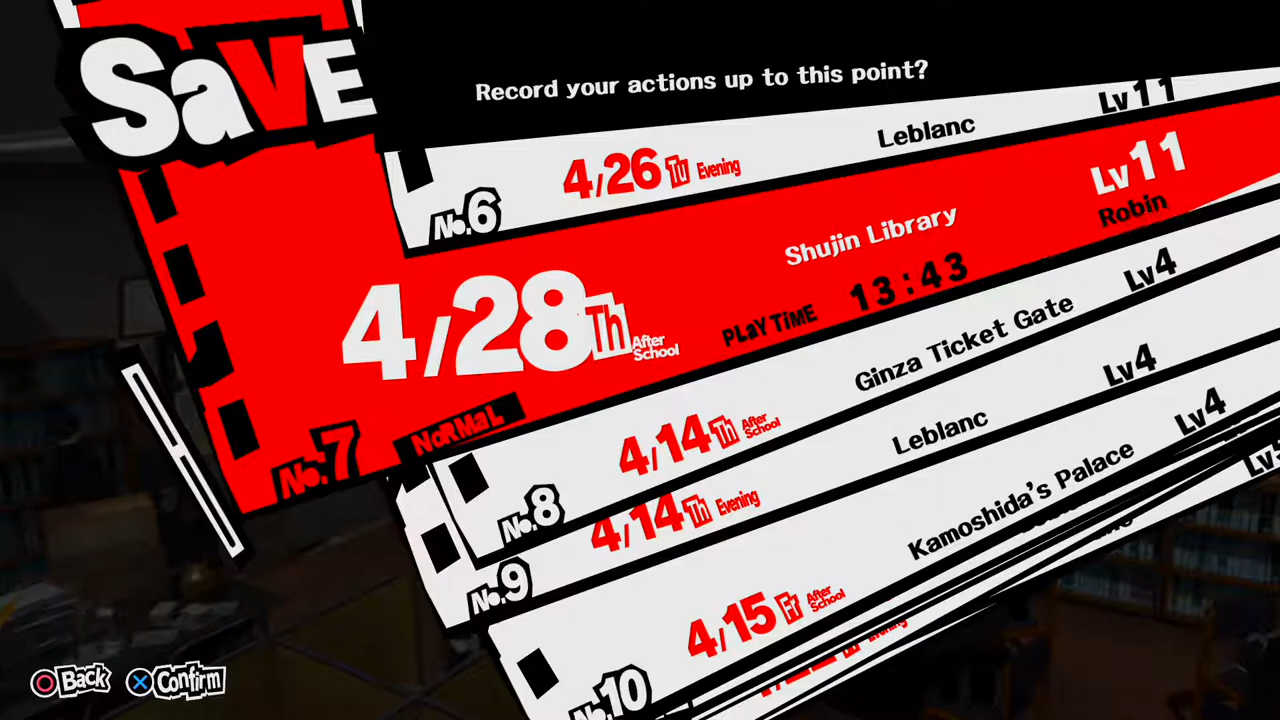 SaVE
Record your actions up to this point?
No.6 4/26 Tu Evening Leblanc Lv11
No.7 4/28 Th After School Shujin Library Lv11
NoRMaL PLaY TiME 13:43 Robin
No.8 4/14 Th After School Ginza Ticket Gate Lv4
No.9 4/14 Th Evening Leblanc Lv4
No.10 4/15 Fr After School Kamoshida's Palace Lv4
Evening
Back Confirm